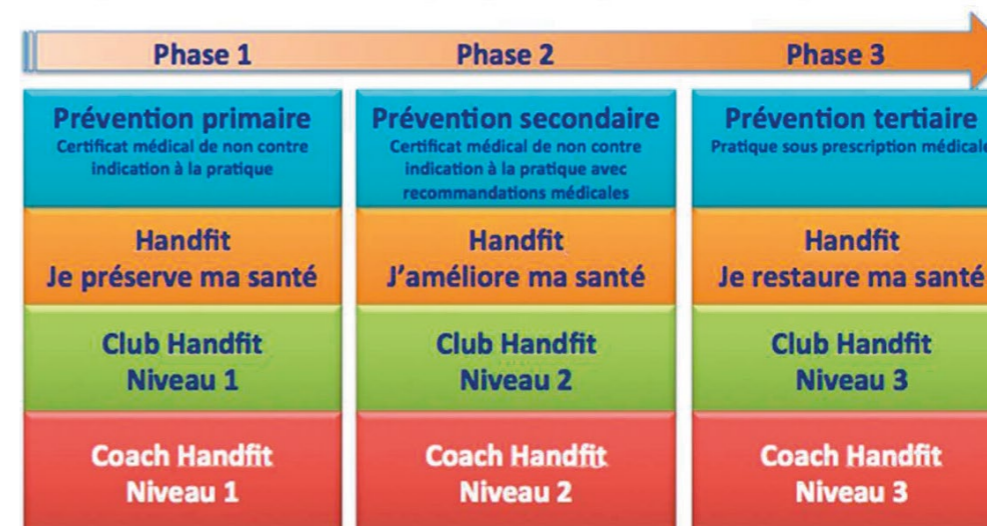 Phase 1
Phase 2
Phase 3
Prévention primaire
Certificat médical de non contre
indication à la pratique
Prévention secondaire
Certificat médical de non contre
indication à la pratique avec
recommandations médicales
Prévention tertiaire
Pratique sous prescription médicale
Handfit
Je préserve ma santé
Handfit
J'améliore ma santé
Handfit
Je restaure ma santé
Club Handfit
Niveau 1
Club Handfit
Niveau 2
Club Handfit
Niveau 3
Coach Handfit
Niveau 1
Coach Handfit
Niveau 2
Coach Handfit
Niveau 3